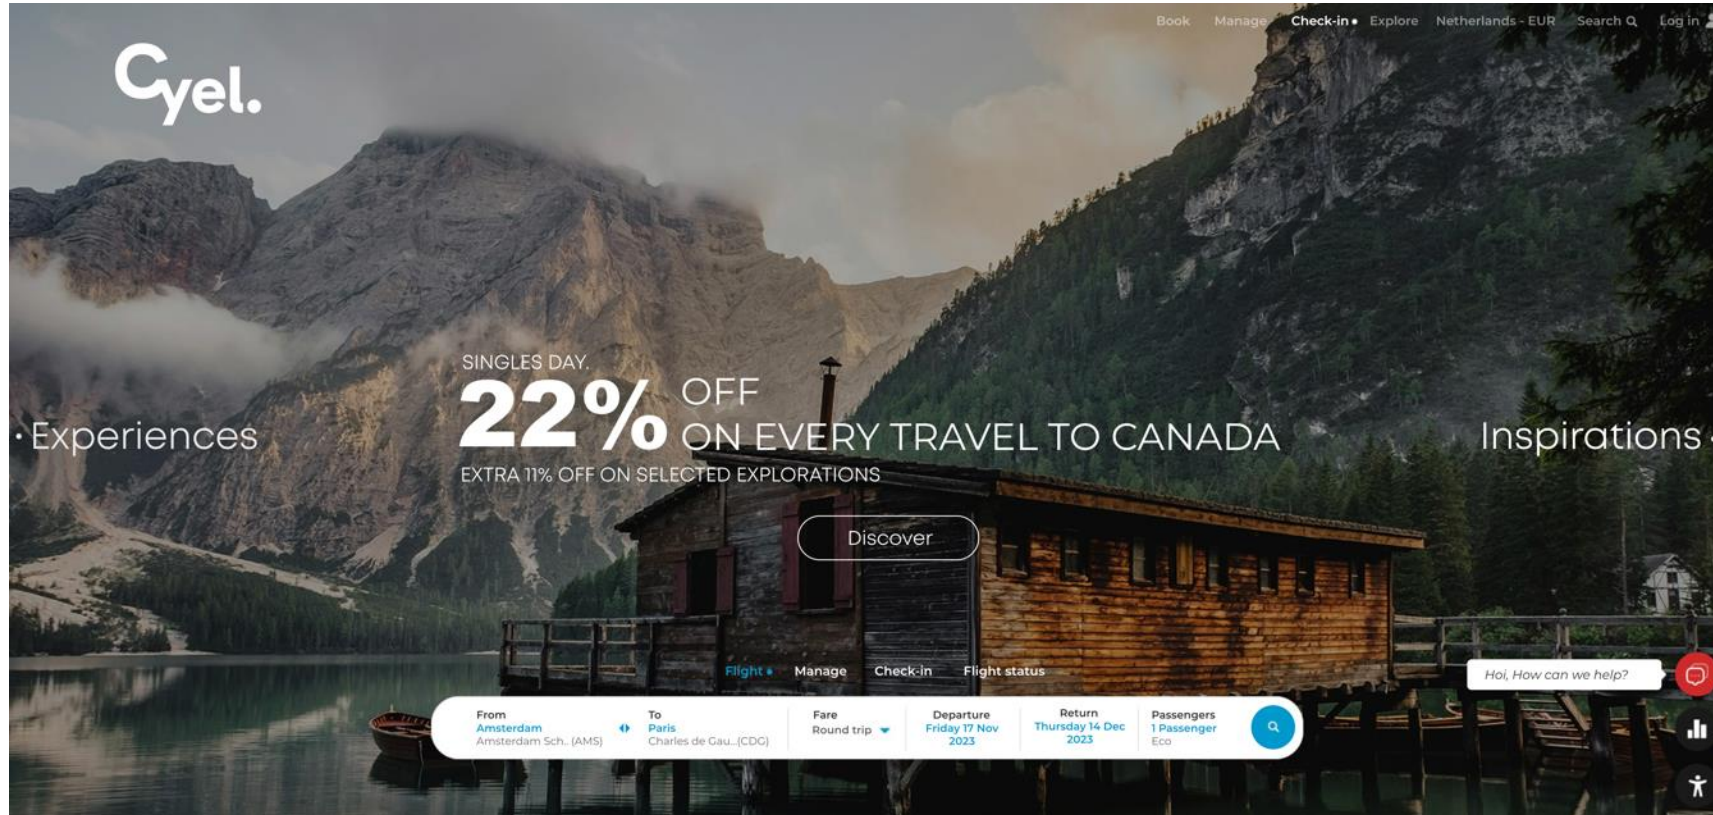 Book Manage Check-in • Explore Netherlands - EUR Search Log in
Cyel.
SINGLES DAY.
22% OFF
ON EVERY TRAVEL TO CANADA
EXTRA 11% OFF ON SELECTED EXPLORATIONS
• Experiences
Inspirations •
Discover
Flight • Manage Check-in Flight status
Hoi, How can we help?
From
Amsterdam
Amsterdam Sch.. (AMS)
To
Paris
Charles de Gau...(CDG)
Fare
Round trip
Departure
Friday 17 Nov
2023
Return
Thursday 14 Dec
2023
Passengers
1 Passenger
Eco